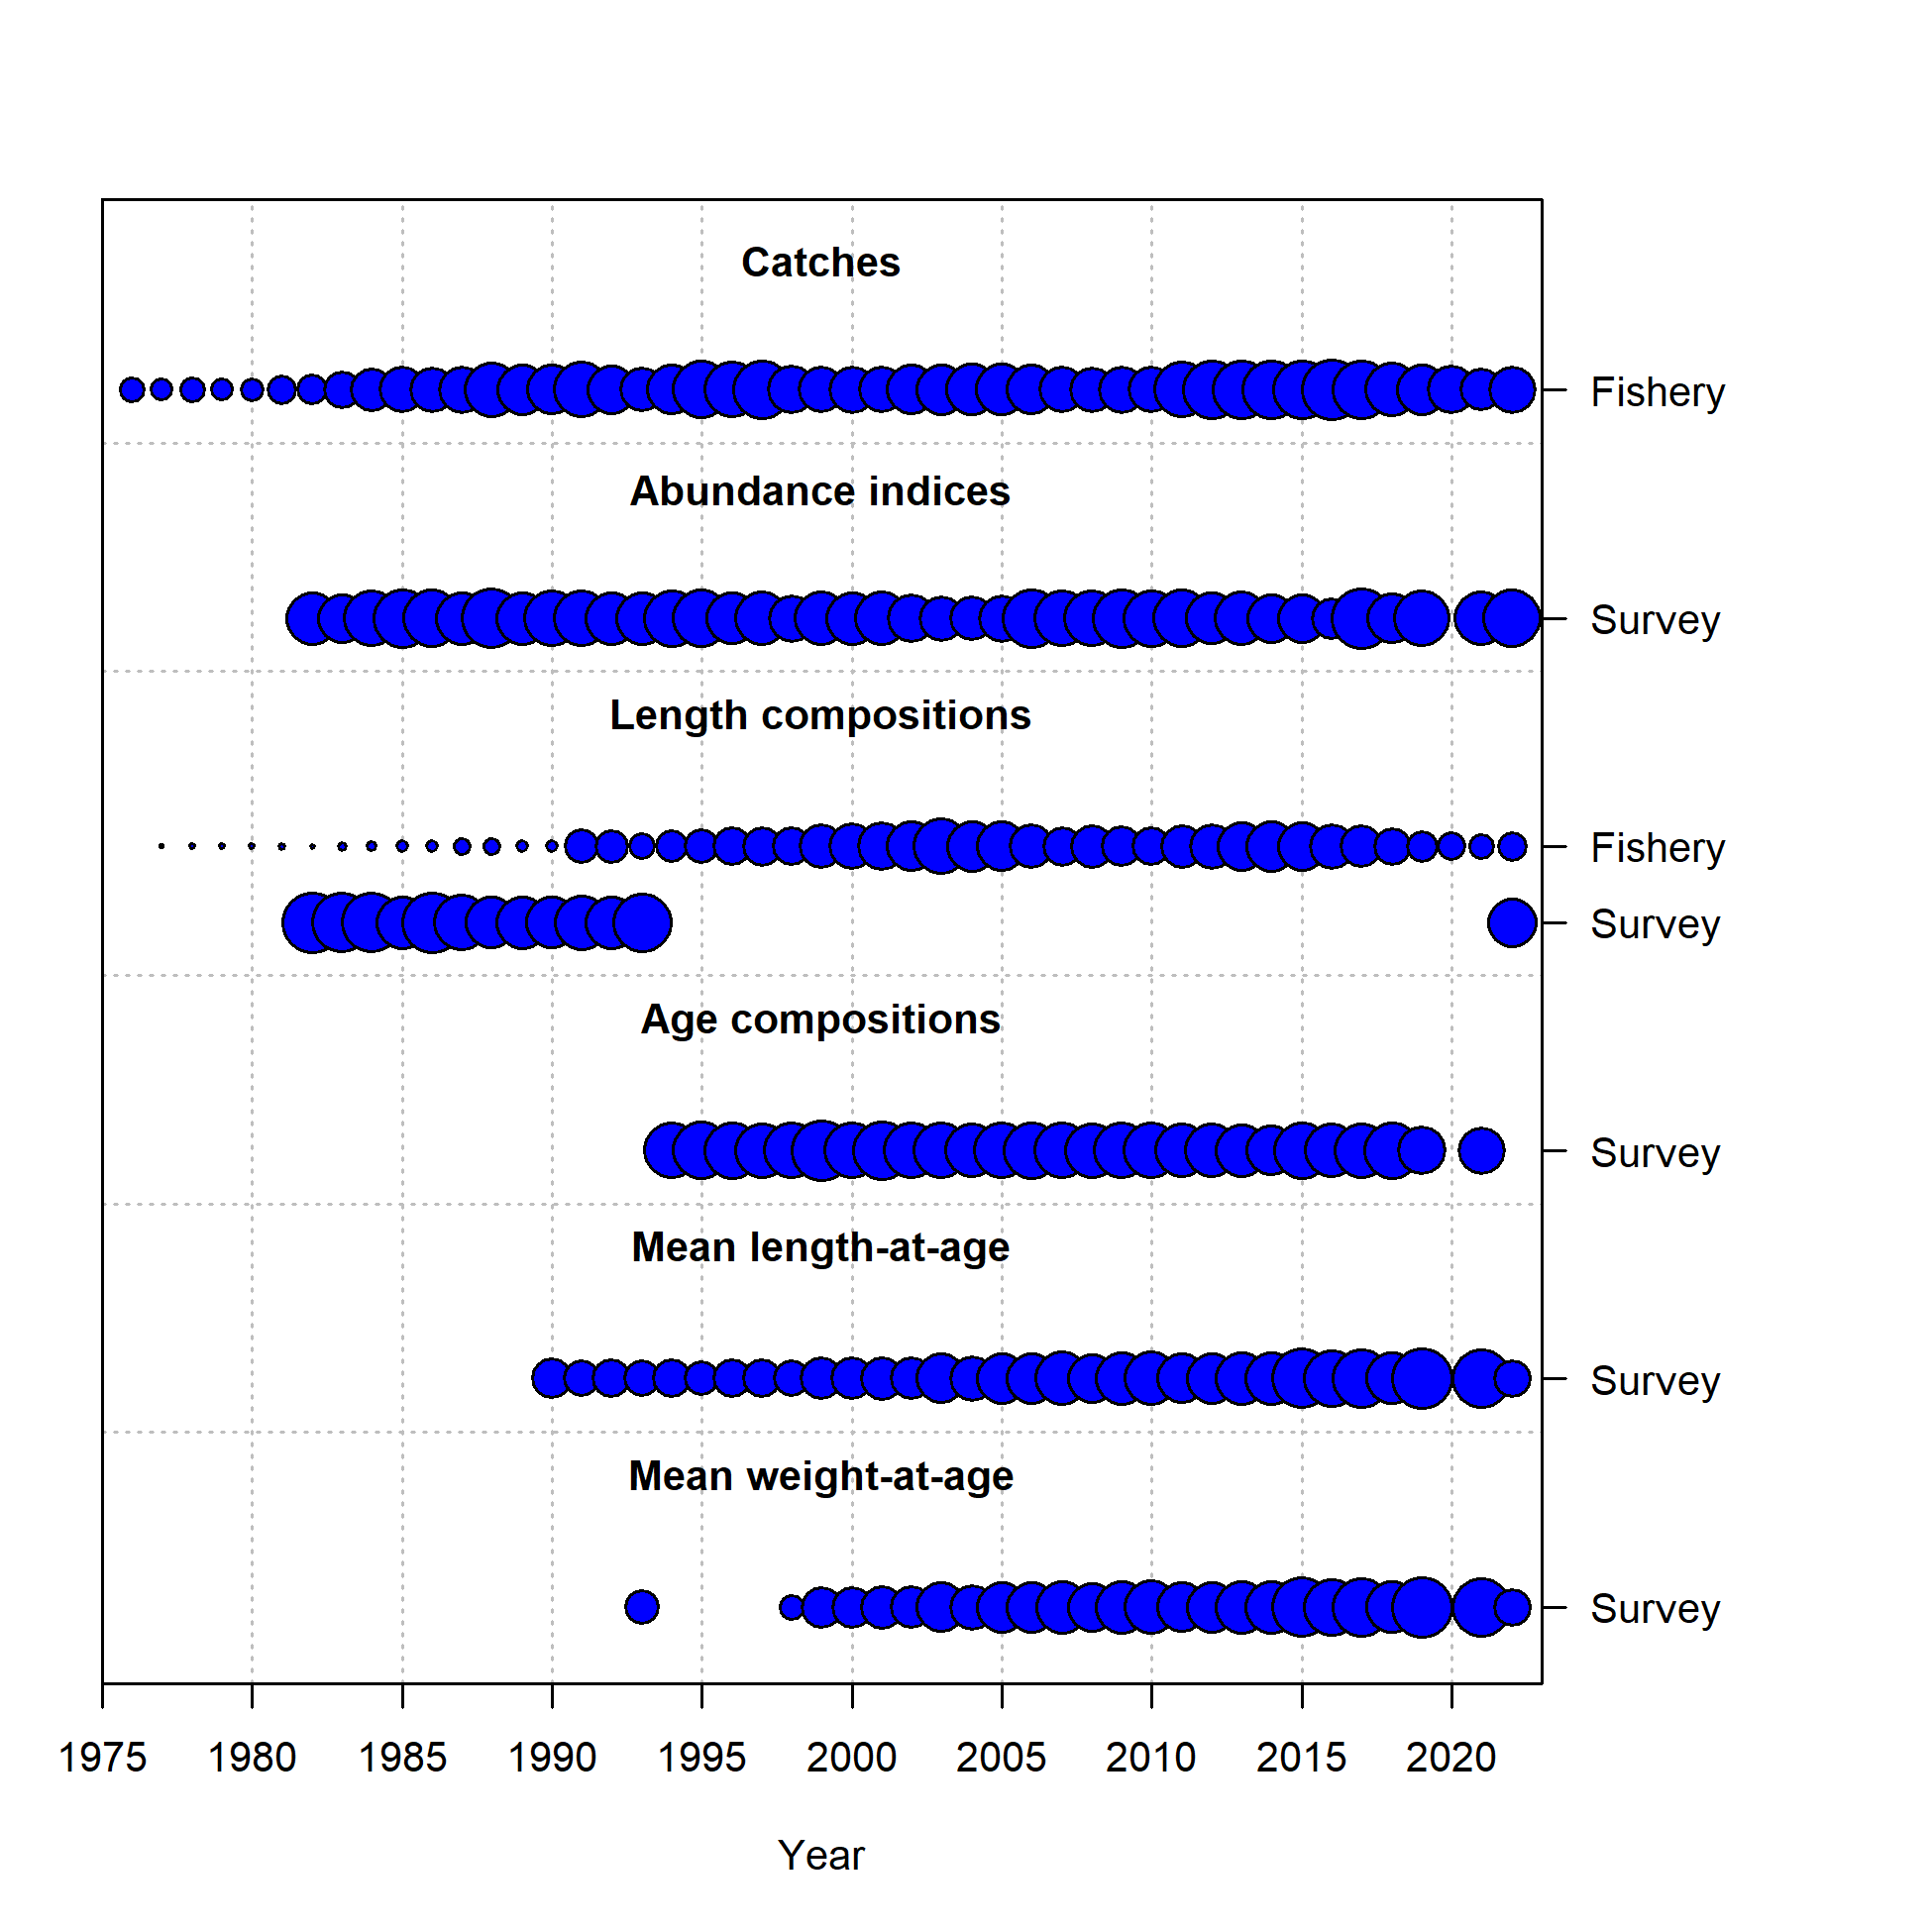 Catches
Fishery
Abundance indices
Survey
Length compositions
Fishery
Survey
Age compositions
Survey
Mean length-at-age
Survey
Mean weight-at-age
Survey
1975 1980 1985 1990 1995 2000 2005 2010 2015 2020
Year